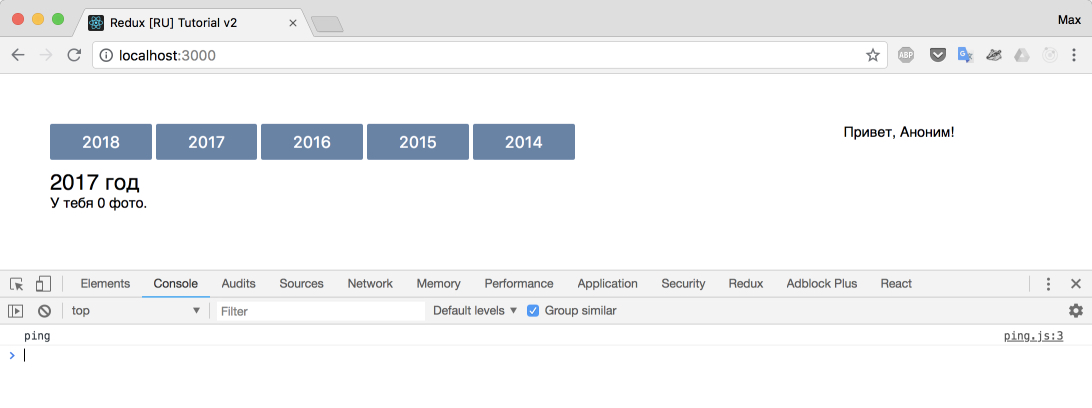 Redux [RU] Tutorial v2
Max
localhost:3000
ABP
2018 2017 2016 2015 2014
Привет, Аноним!
2017 год
У тебя 0 фото.
Elements Console Audits Sources Network Memory Performance Application Security Redux Adblock Plus React
top Filter Default levels Group similar
ping ping.js:3